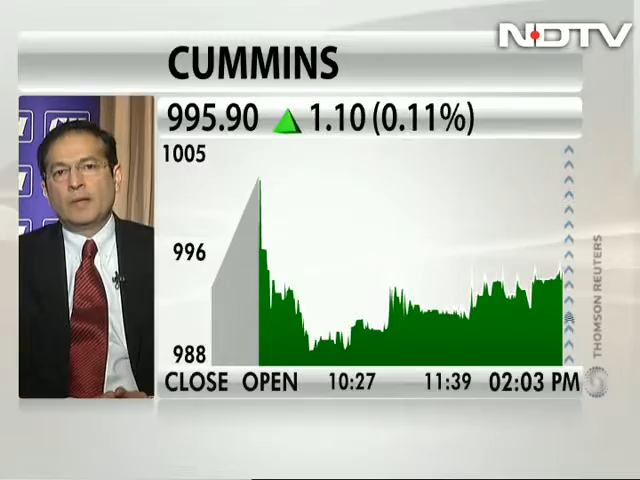 NDTV
CUMMINS
995.90 ▲ 1.10 (0.11%)
1005
996
988
CLOSE OPEN 10:27 11:39 02:03 PM
THOMSON REUTERS